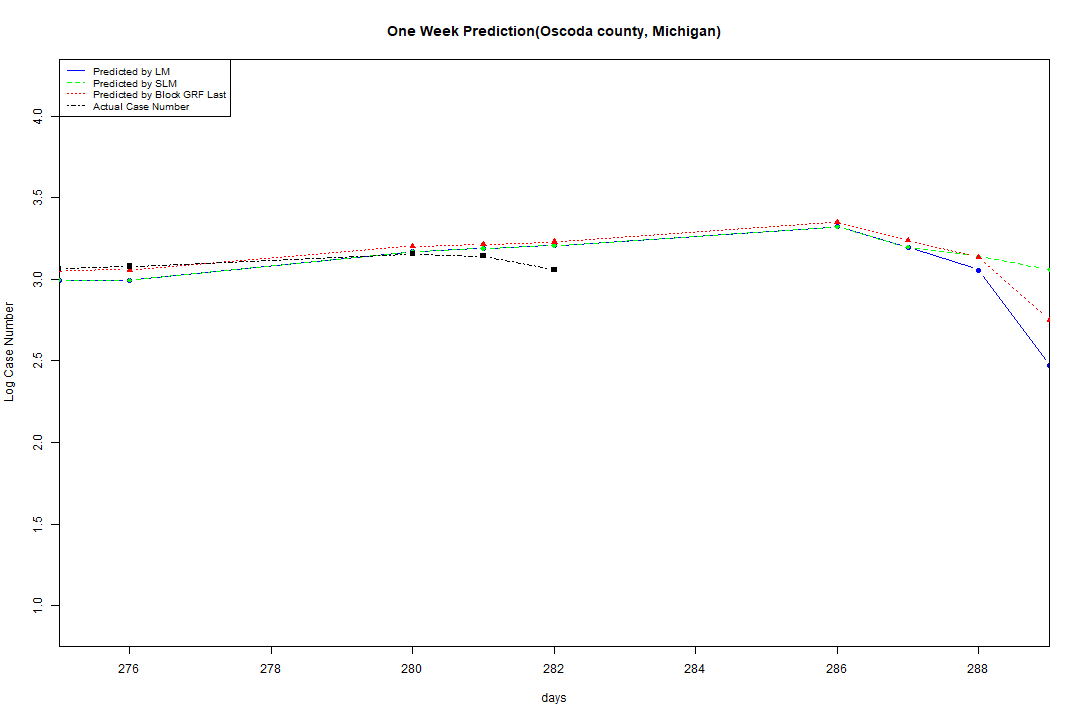 One Week Prediction(Oscoda county, Michigan)
Predicted by LM
Predicted by SLM
Predicted by Block GRF Last
Actual Case Number
4.0
3.5
3.0
2.5
2.0
1.5
1.0
Log Case Number
276 278 280 282 284 286 288
days